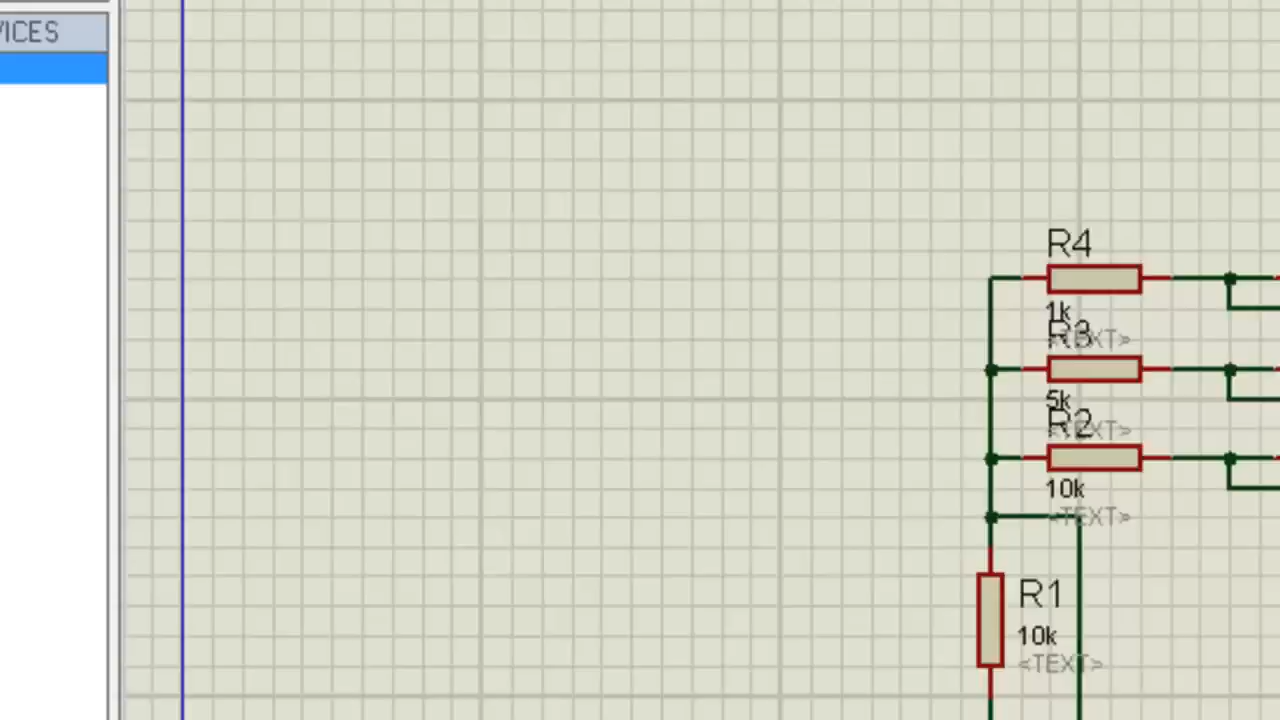 VICES
R4
1k
<TEXT>
R3
5k
<TEXT>
R2
10k
<TEXT>
R1
10k
<TEXT>